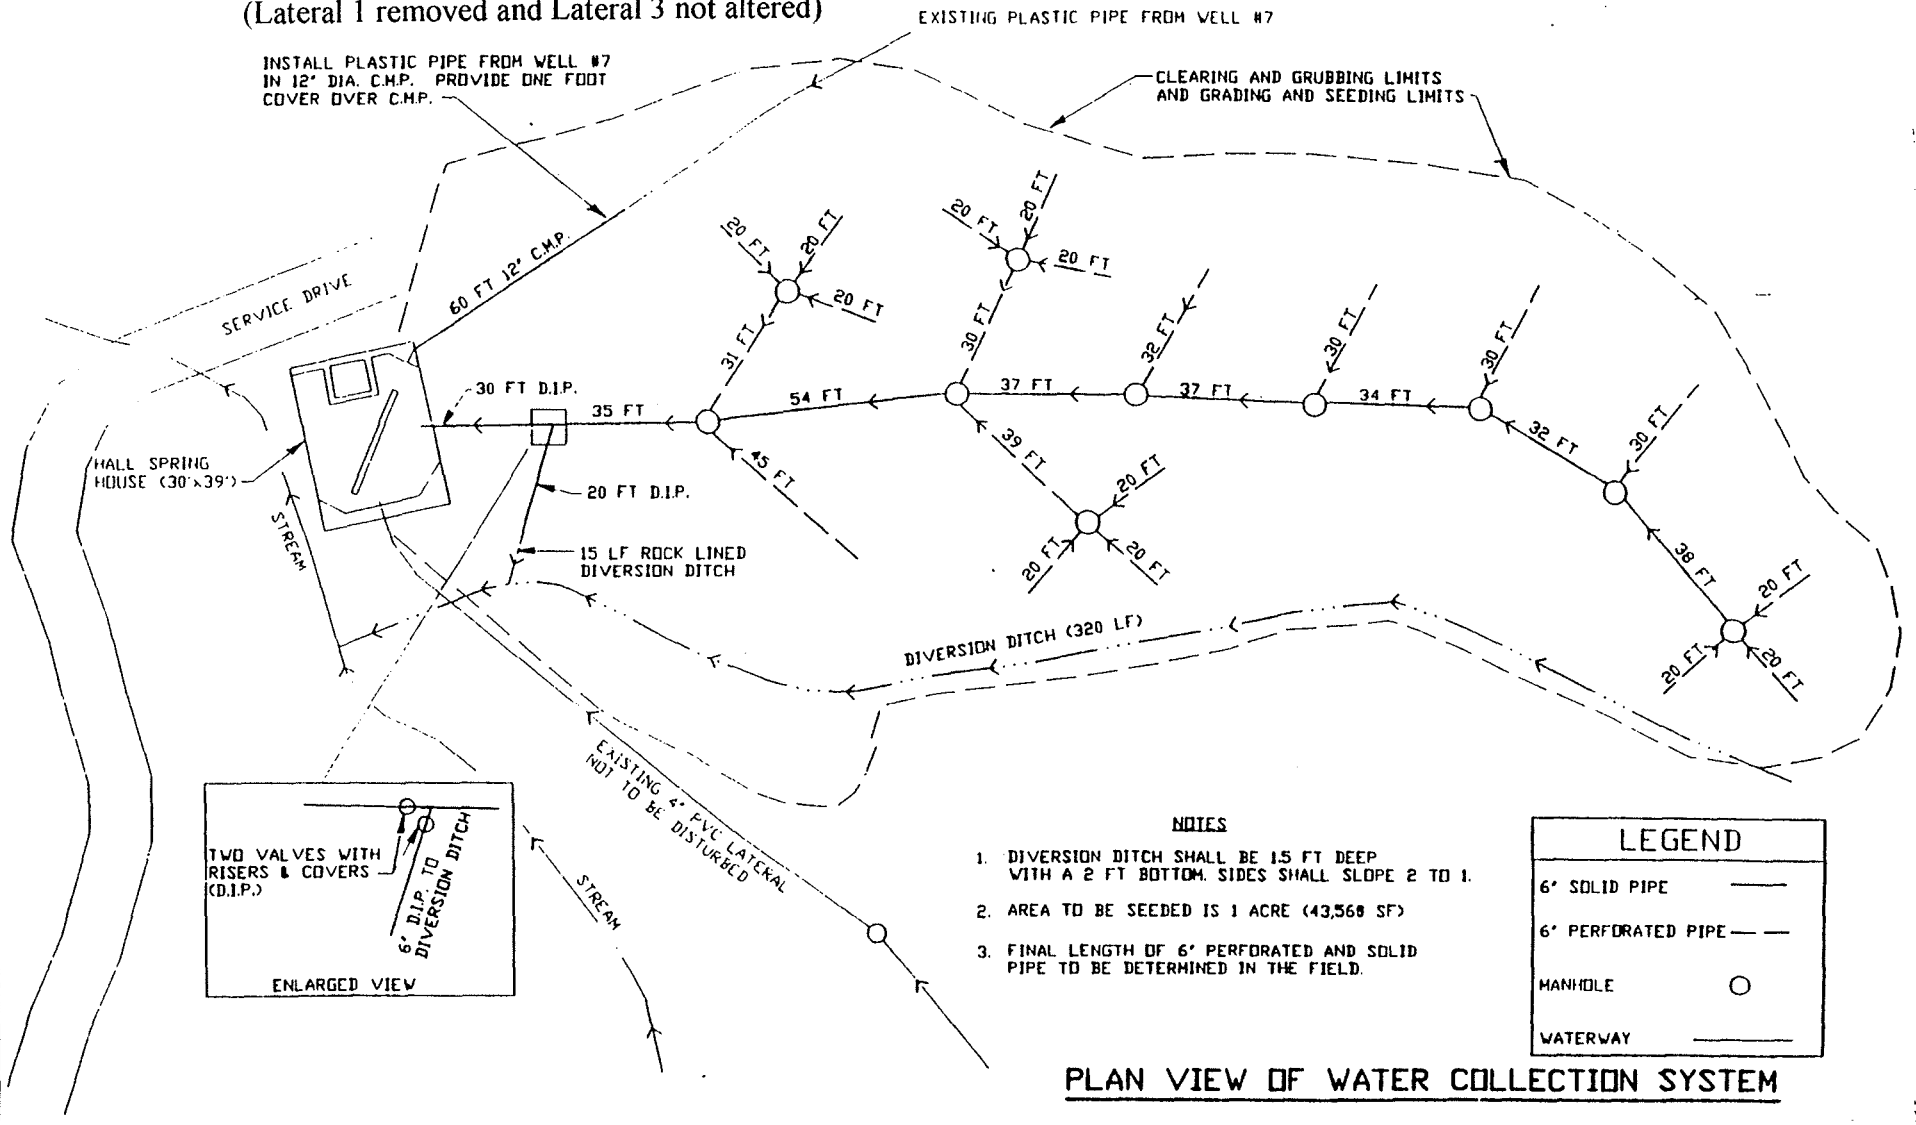 (Lateral 1 removed and Lateral 3 not altered)
EXISTING PLASTIC PIPE FROM WELL #7
INSTALL PLASTIC PIPE FROM WELL #7
IN 12" DIA. C.M.P. PROVIDE ONE FOOT
COVER OVER C.M.P.
CLEARING AND GRUBBING LIMITS
AND GRADING AND SEEDING LIMITS
SERVICE DRIVE
60 FT 12" C.M.P.
20 FT
20 FT
20 FT
31 FT
20 FT
20 FT
20 FT
30 FT
32 FT
30 FT
30 FT
30 FT
30 FT D.I.P.
35 FT
54 FT
37 FT
37 FT
34 FT
32 FT
38 FT
45 FT
39 FT
20 FT
20 FT
20 FT
20 FT
20 FT
20 FT
HALL SPRING
HOUSE (30'x39')
STREAM
20 FT D.I.P.
15 LF ROCK LINED
DIVERSION DITCH
DIVERSION DITCH (320 LF)
EXISTING 4" PVC LATERAL
NOT TO BE DISTURBED
STREAM
TWO VALVES WITH
RISERS & COVERS
(D.I.P.)
6" D.I.P. TO
DIVERSION DITCH
ENLARGED VIEW
NOTES
1. DIVERSION DITCH SHALL BE 1.5 FT DEEP
WITH A 2 FT BOTTOM. SIDES SHALL SLOPE 2 TO 1.
2. AREA TO BE SEEDED IS 1 ACRE (43,560 SF)
3. FINAL LENGTH OF 6" PERFORATED AND SOLID
PIPE TO BE DETERMINED IN THE FIELD.
LEGEND
6" SOLID PIPE
6" PERFORATED PIPE
MANHOLE
WATERWAY
PLAN VIEW OF WATER COLLECTION SYSTEM